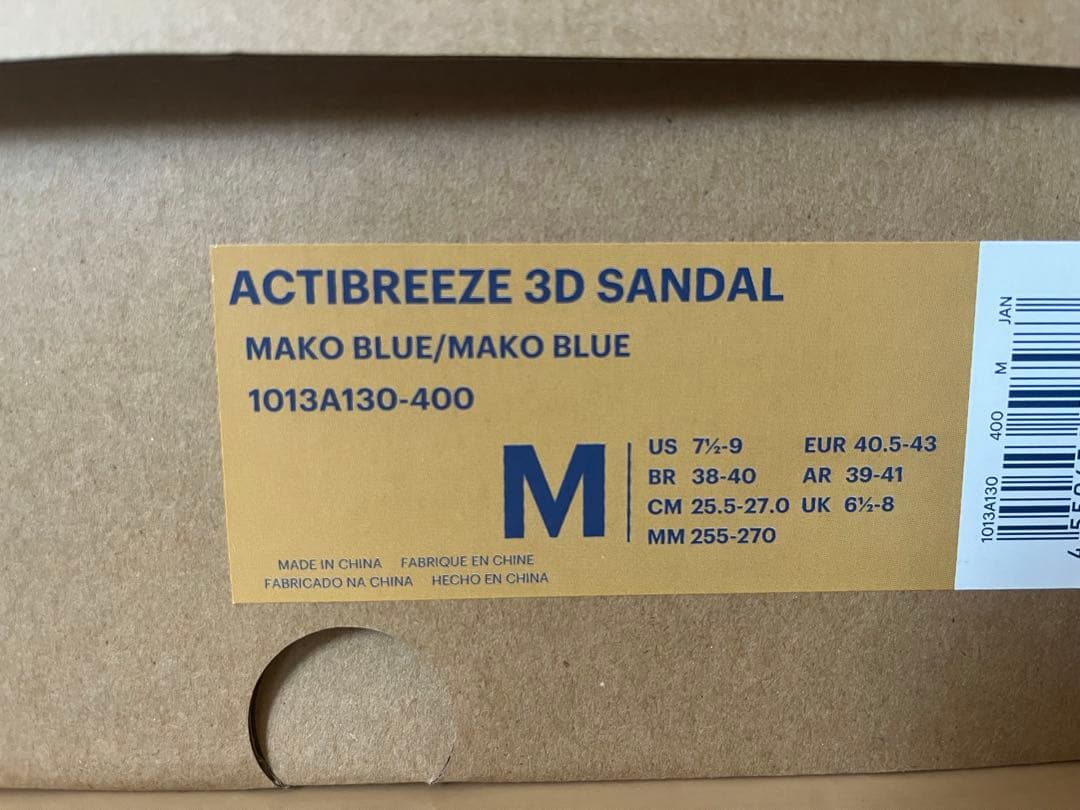 ACTIBREEZE 3D SANDAL
MAKO BLUE/MAKO BLUE
1013A130-400
M
US 7½-9 EUR 40.5-43
BR 38-40 AR 39-41
CM 25.5-27.0 UK 6½-8
MM 255-270
MADE IN CHINA FABRIQUE EN CHINE
FABRICADO NA CHINA HECHO EN CHINA
1013A130 400 M JAN